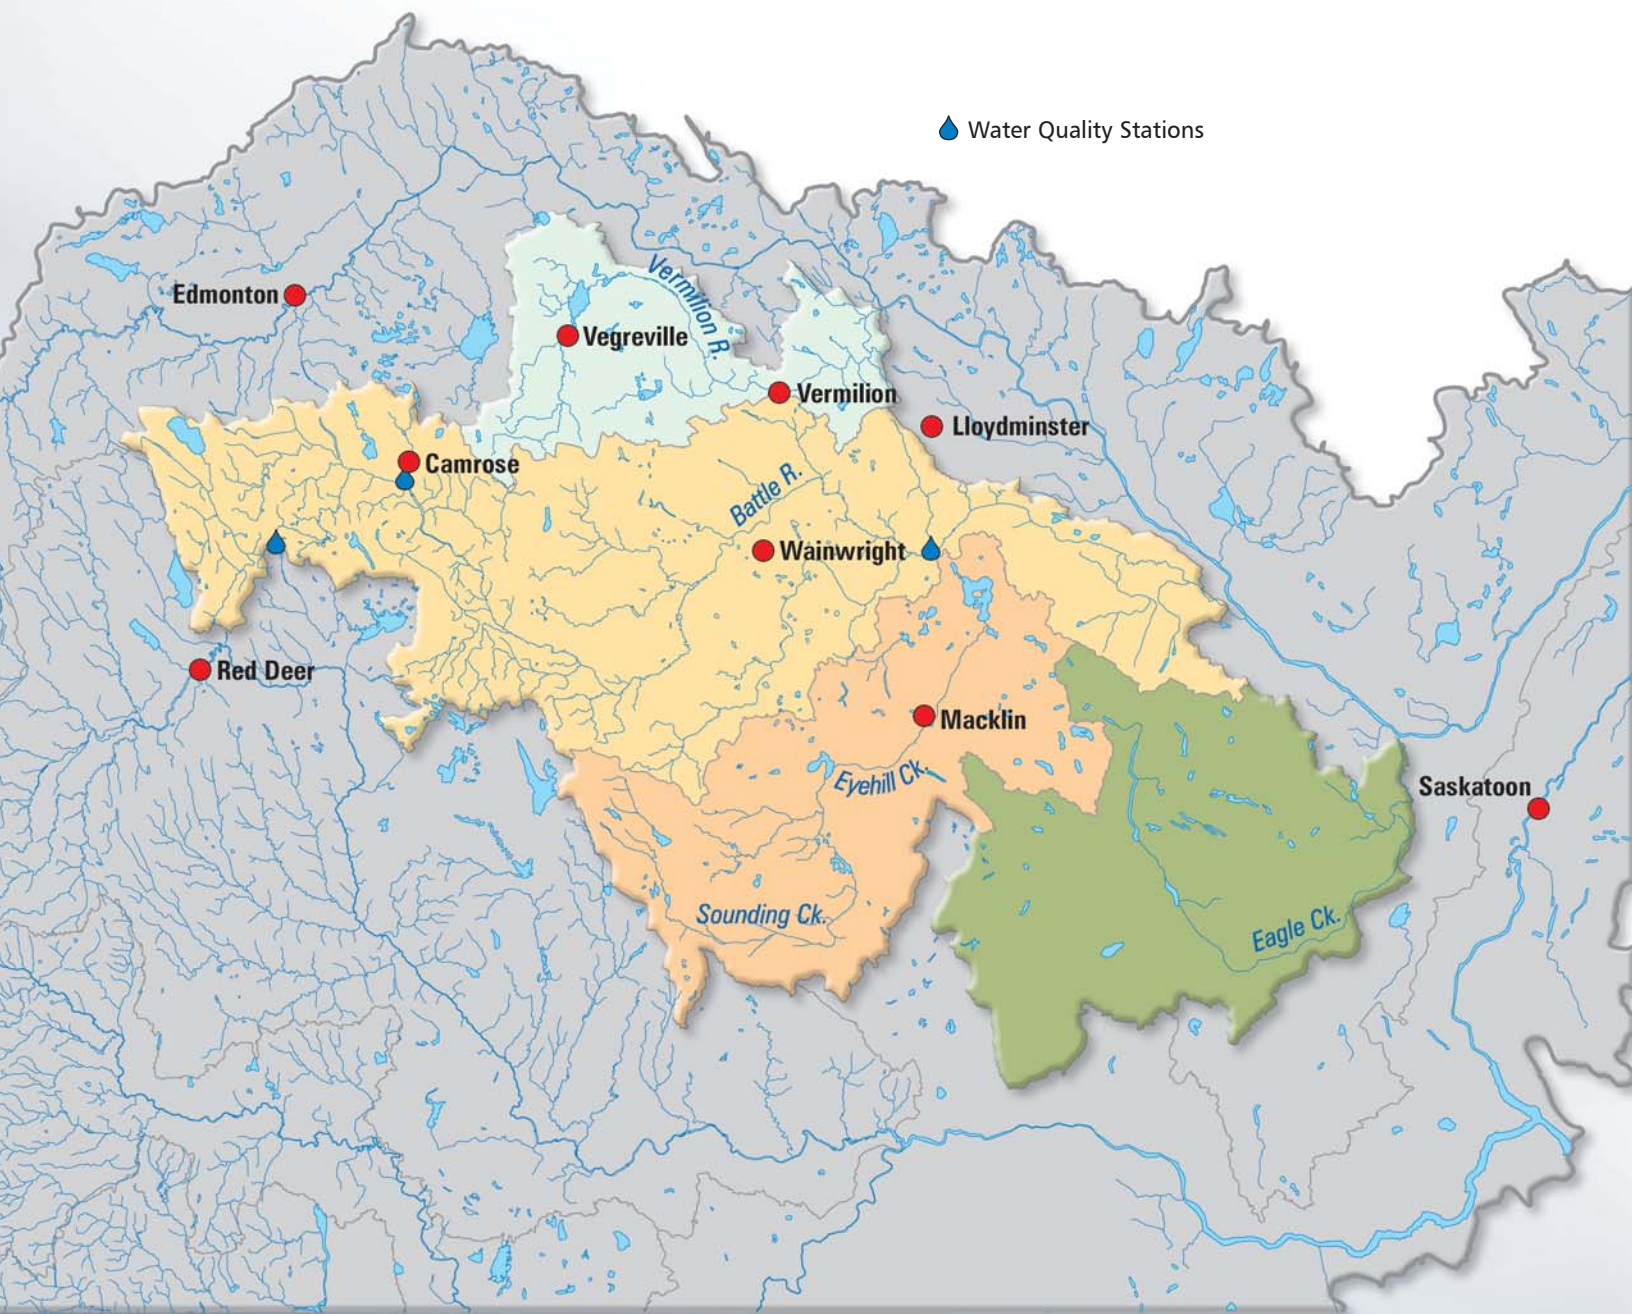 Water Quality Stations
Vermilion R.
Edmonton
Vegreville
Vermilion
Lloydminster
Camrose
Battle R.
Wainwright
Red Deer
Macklin
Eyehill Ck.
Saskatoon
Sounding Ck.
Eagle Ck.